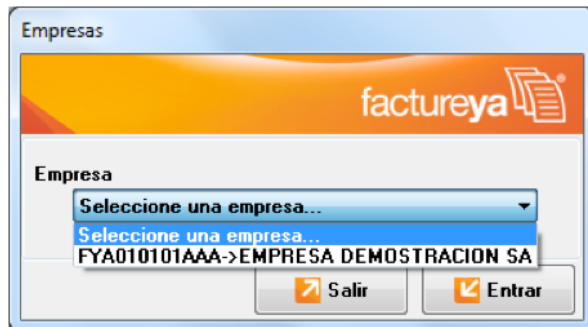 Empresas
factureya
Empresa
Seleccione una empresa...
Seleccione una empresa...
FYA010101AAA->EMPRESA DEMOSTRACION SA
Salir
Entrar